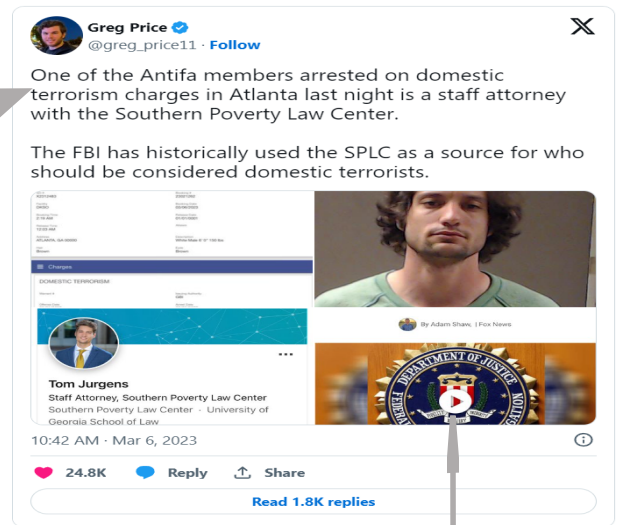 Greg Price
@greg_price11 · Follow
One of the Antifa members arrested on domestic
terrorism charges in Atlanta last night is a staff attorney
with the Southern Poverty Law Center.
The FBI has historically used the SPLC as a source for who
should be considered domestic terrorists.
ATLANTA, GA
Charges
DOMESTIC TERRORISM
By Adam Shaw, | Fox News
DEPARTMENT OF JUSTICE
FEDERAL
Tom Jurgens
Staff Attorney, Southern Poverty Law Center
Southern Poverty Law Center · University of
Georgia School of Law
10:42 AM · Mar 6, 2023
24.8K Reply Share
Read 1.8K replies